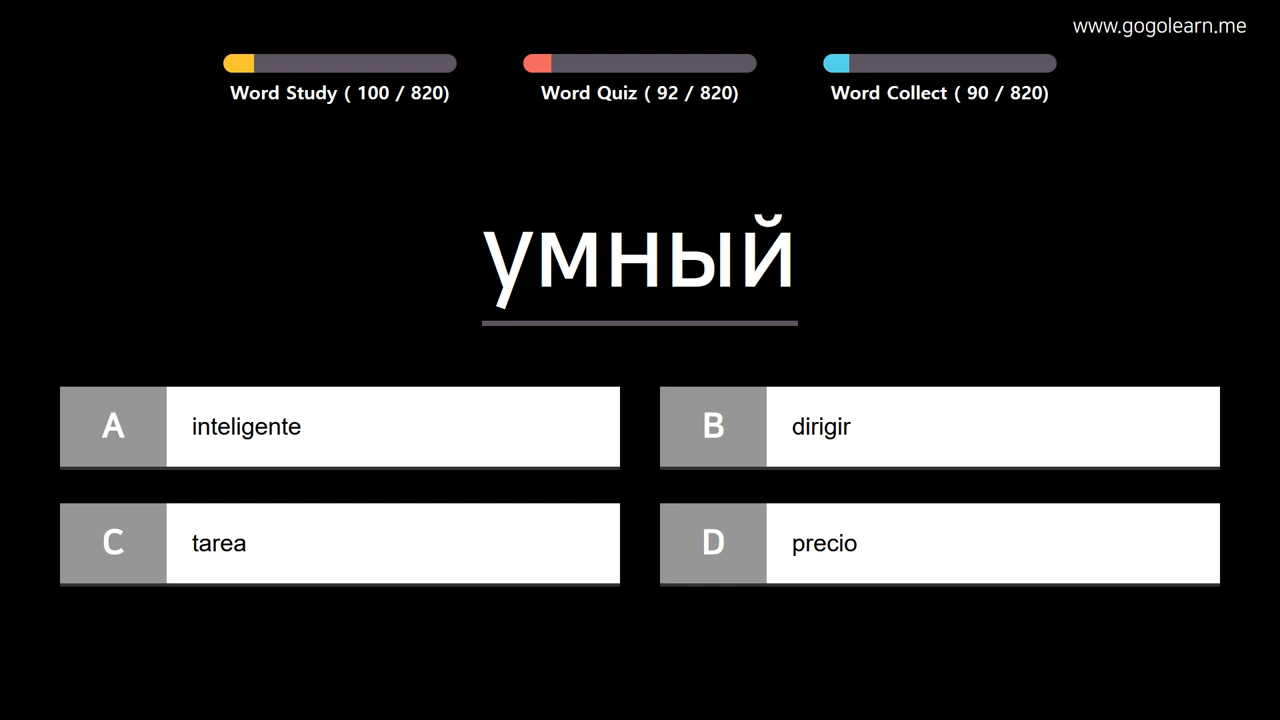 www.gogolearn.me
Word Study ( 100 / 820)
Word Quiz ( 92 / 820)
Word Collect ( 90 / 820)
умный
A inteligente
B dirigir
C tarea
D precio